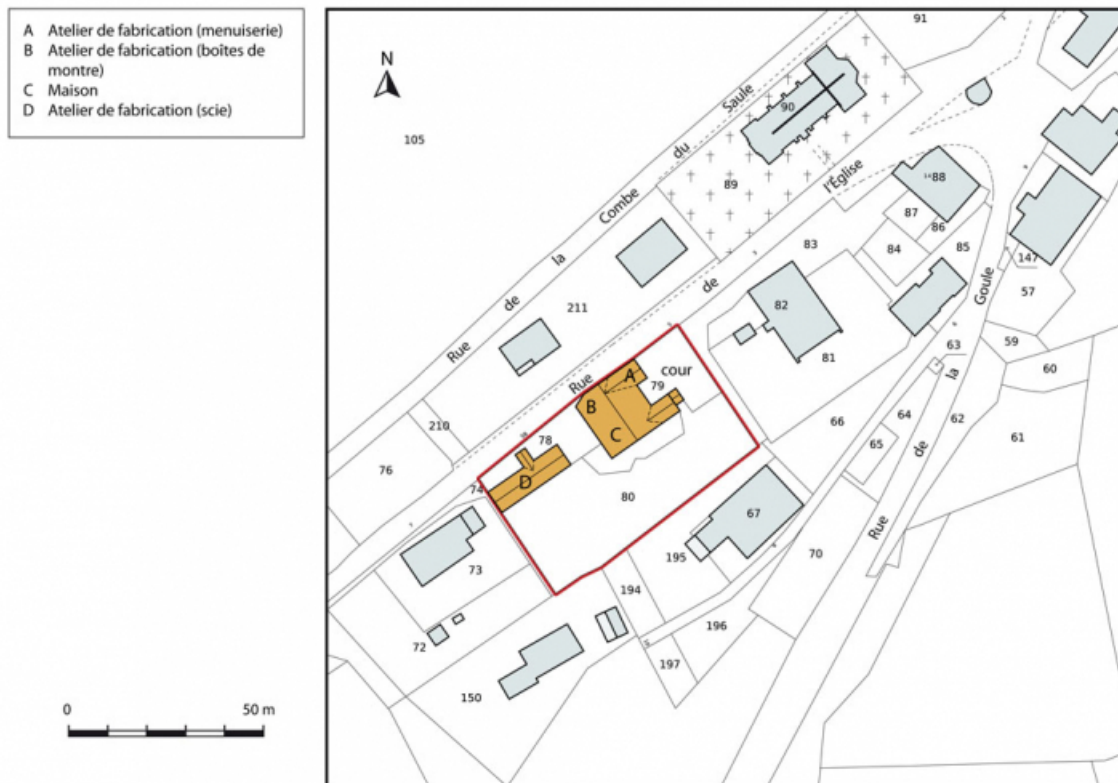 A Atelier de fabrication (menuiserie)
B Atelier de fabrication (boîtes de
montre)
C Maison
D Atelier de fabrication (scie)
0 50 m
N
91
105
90
Rue de la Combe du Saule
89
Rue de l'Église
88
87
86
84
85
83
147
57
82
211
81
63
59
60
79
cour
A
B
C
66
64
62
61
210
78
65
76
D
74
80
67
Rue de la Goule
70
73
195
194
72
196
197
150